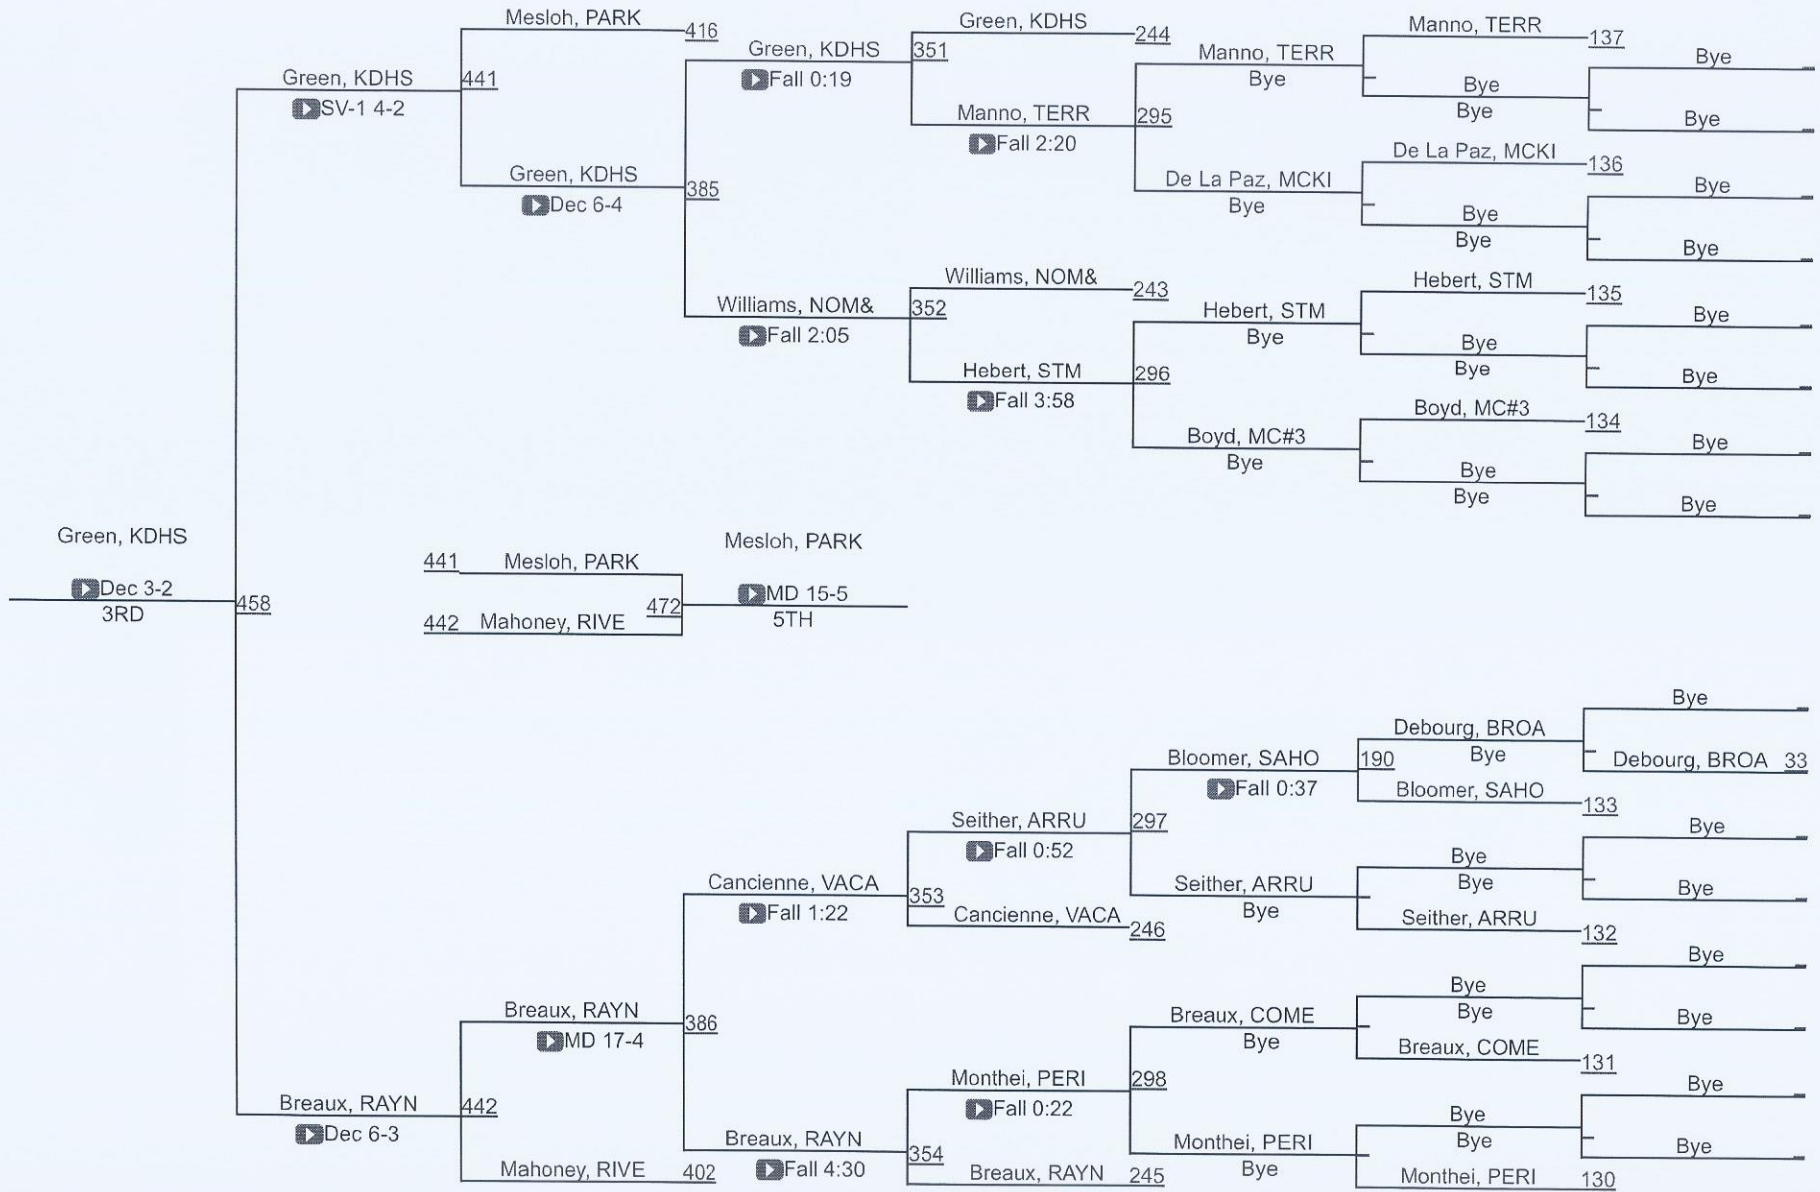 Mesloh, PARK
416
Green, KDHS
244
Manno, TERR
137
Green, KDHS
351
Manno, TERR
Bye
Bye
Green, KDHS
441
Fall 0:19
Bye
Bye
SV-1 4-2
Manno, TERR
295
Bye
Fall 2:20
De La Paz, MCKI
136
Green, KDHS
385
De La Paz, MCKI
Bye
Bye
Dec 6-4
Bye
Bye
Bye
Williams, NOM&
243
Hebert, STM
135
Williams, NOM&
352
Hebert, STM
Bye
Bye
Fall 2:05
Bye
Bye
Hebert, STM
296
Bye
Fall 3:58
Boyd, MC#3
134
Boyd, MC#3
Bye
Bye
Bye
Bye
Bye
Green, KDHS
Mesloh, PARK
441
Mesloh, PARK
Dec 3-2
3RD
458
472
MD 15-5
5TH
442
Mahoney, RIVE
Bye
Debourg, BROA
Bye
Bloomer, SAHO
190
Debourg, BROA
33
Fall 0:37
Bloomer, SAHO
133
Seither, ARRU
297
Bye
Fall 0:52
Bye
Bye
Cancienne, VACA
353
Seither, ARRU
Bye
Bye
Fall 1:22
Cancienne, VACA
246
Seither, ARRU
132
Bye
Breaux, RAYN
386
Bye
Bye
MD 17-4
Breaux, COME
Bye
Bye
Breaux, COME
131
Monthei, PERI
298
Bye
Breaux, RAYN
442
Fall 0:22
Bye
Bye
Dec 6-3
Breaux, RAYN
354
Monthei, PERI
Bye
Bye
Mahoney, RIVE
402
Fall 4:30
Breaux, RAYN
245
Monthei, PERI
130